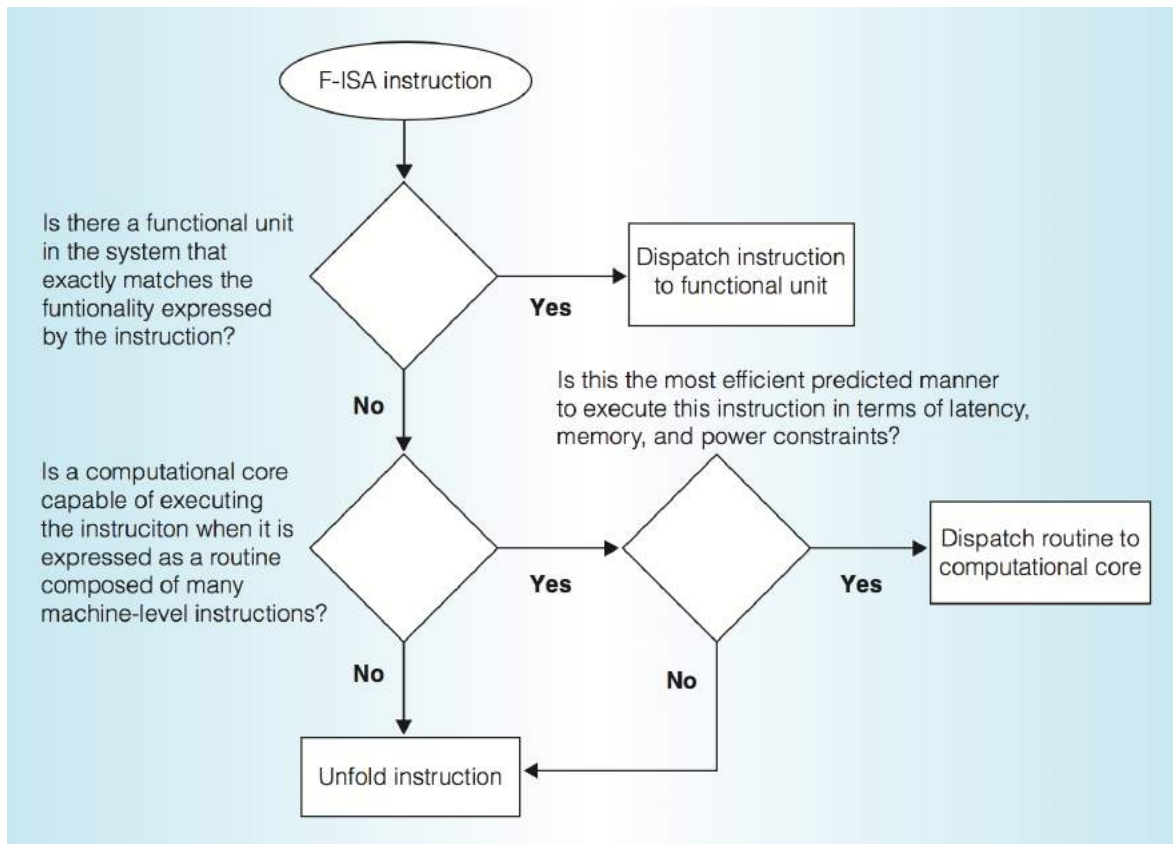 F-ISA instruction
Is there a functional unit
in the system that
exactly matches the
funtionality expressed
by the instruction?
Yes
Dispatch instruction
to functional unit
No
Is this the most efficient predicted manner
to execute this instruction in terms of latency,
memory, and power constraints?
Is a computational core
capable of executing
the instruciton when it is
expressed as a routine
composed of many
machine-level instructions?
Yes
Yes
Dispatch routine to
computational core
No
No
Unfold instruction